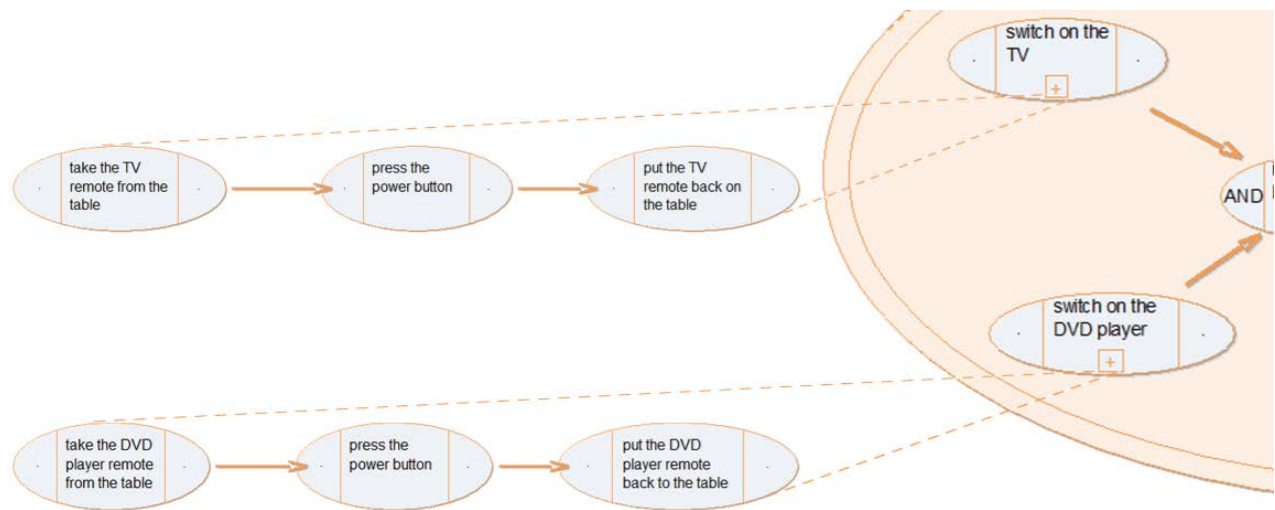 switch on the
TV
take the TV
remote from the
table
press the
power button
put the TV
remote back on
the table
AND
switch on the
DVD player
take the DVD
player remote
from the table
press the
power button
put the DVD
player remote
back to the table